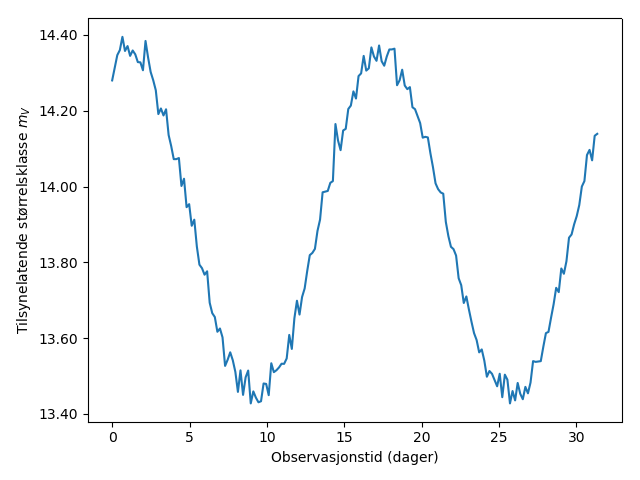 14.40
14.20
14.00
13.80
13.60
13.40
Tilsynelatende størrelsesklasse m_V
0 5 10 15 20 25 30
Observasjonstid (dager)